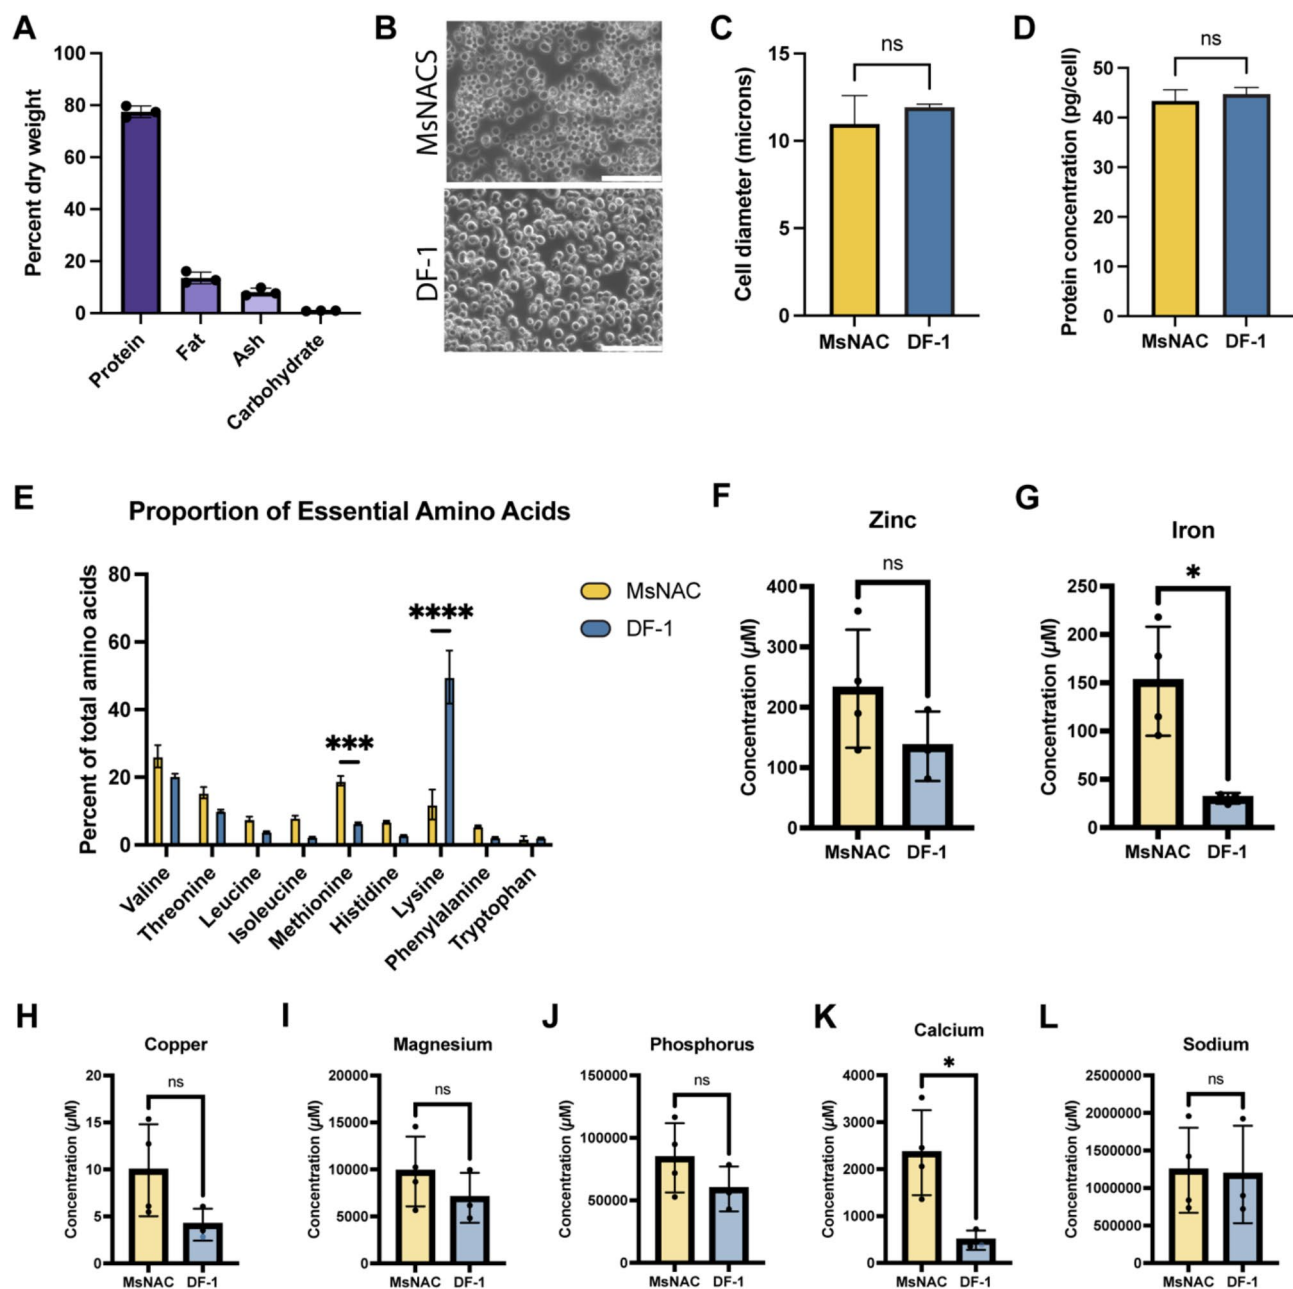 A
Percent dry weight
100
80
60
40
20
0
Protein
Fat
Ash
Carbohydrate
B
MsNACS
DF-1
C
Cell diameter (microns)
15
10
5
0
ns
MsNAC DF-1
D
Protein concentration (pg/cell)
50
40
30
20
10
0
ns
MsNAC DF-1
E
Proportion of Essential Amino Acids
Percent of total amino acids
80
60
40
20
0
***
****
MsNAC
DF-1
Valine
Threonine
Leucine
Isoleucine
Methionine
Histidine
Lysine
Phenylalanine
Tryptophan
F
Zinc
ns
Concentration (µM)
400
300
200
100
0
MsNAC DF-1
G
Iron
*
Concentration (µM)
250
200
150
100
50
0
MsNAC DF-1
H
Copper
ns
Concentration (µM)
20
15
10
5
0
MsNAC DF-1
I
Magnesium
ns
Concentration (µM)
20000
15000
10000
5000
0
MsNAC DF-1
J
Phosphorus
ns
Concentration (µM)
150000
100000
50000
0
MsNAC DF-1
K
Calcium
*
Concentration (µM)
4000
3000
2000
1000
0
MsNAC DF-1
L
Sodium
ns
Concentration (µM)
2500000
2000000
1500000
1000000
500000
0
MsNAC DF-1